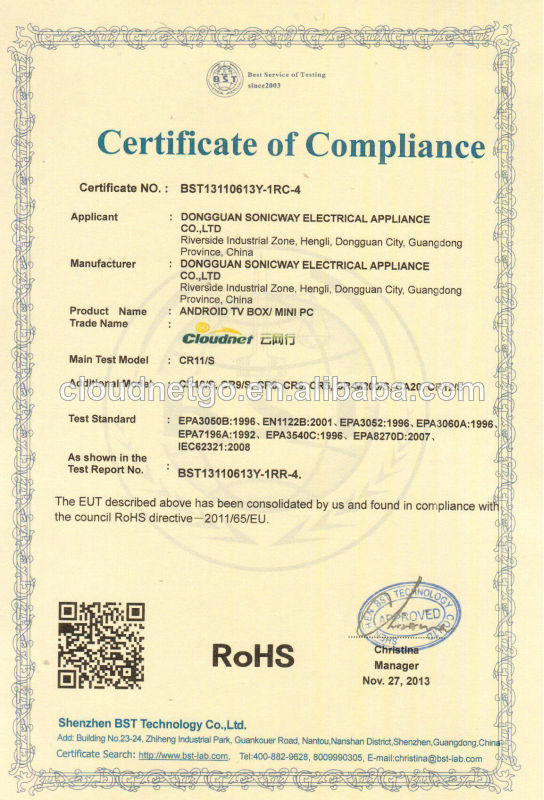 BST
Best Service of Testing
since2003
Certificate of Compliance
Certificate NO. : BST13110613Y-1RC-4
Applicant : DONGGUAN SONICWAY ELECTRICAL APPLIANCE
CO.,LTD
Riverside Industrial Zone, Hengli, Dongguan City, Guangdong
Province, China
Manufacturer : DONGGUAN SONICWAY ELECTRICAL APPLIANCE
CO.,LTD
Riverside Industrial Zone, Hengli, Dongguan City, Guangdong
Province, China
Product Name : ANDROID TV BOX/ MINI PC
Trade Name :
Cloudnet 云网行
Main Test Model : CR11/S
cloudnetgo.en.alibaba.com
Additional Model :
Test Standard : EPA3050B:1996, EN1122B:2001, EPA3052:1996, EPA3060A:1996,
EPA7196A:1992, EPA3540C:1996, EPA8270D:2007,
IEC62321:2008
As shown in the
Test Report No. : BST13110613Y-1RR-4.
The EUT described above has been consolidated by us and found in compliance with
the council RoHS directive—2011/65/EU.
APPROVED
RoHS
Christina
Manager
Nov. 27, 2013
Shenzhen BST Technology Co.,Ltd.
Add: Building No.23-24, Zhiheng Industrial Park, Guankouer Road, Nantou,Nanshan District,Shenzhen,Guangdong,China
Certificate Search: http://www.bst-lab.com, Tel:400-882-9628, 8009990305, E-mail:christina@bst-lab.com